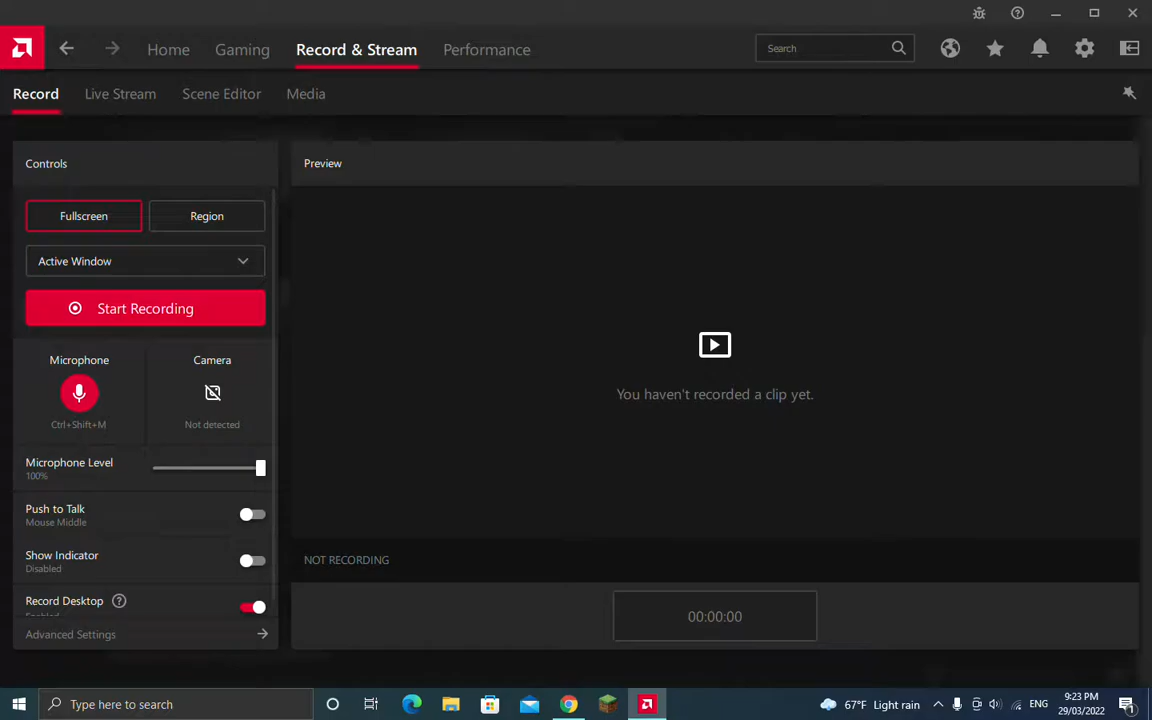 Home Gaming Record & Stream Performance Search
Record Live Stream Scene Editor Media
Controls
Preview
Fullscreen Region
Active Window
Start Recording
Microphone Camera
Ctrl+Shift+M Not detected
Microphone Level
100%
Push to Talk
Mouse Middle
Show Indicator
Disabled
Record Desktop
Advanced Settings
You haven't recorded a clip yet.
NOT RECORDING
00:00:00
Type here to search
67°F Light rain
ENG
9:23 PM
29/03/2022
1